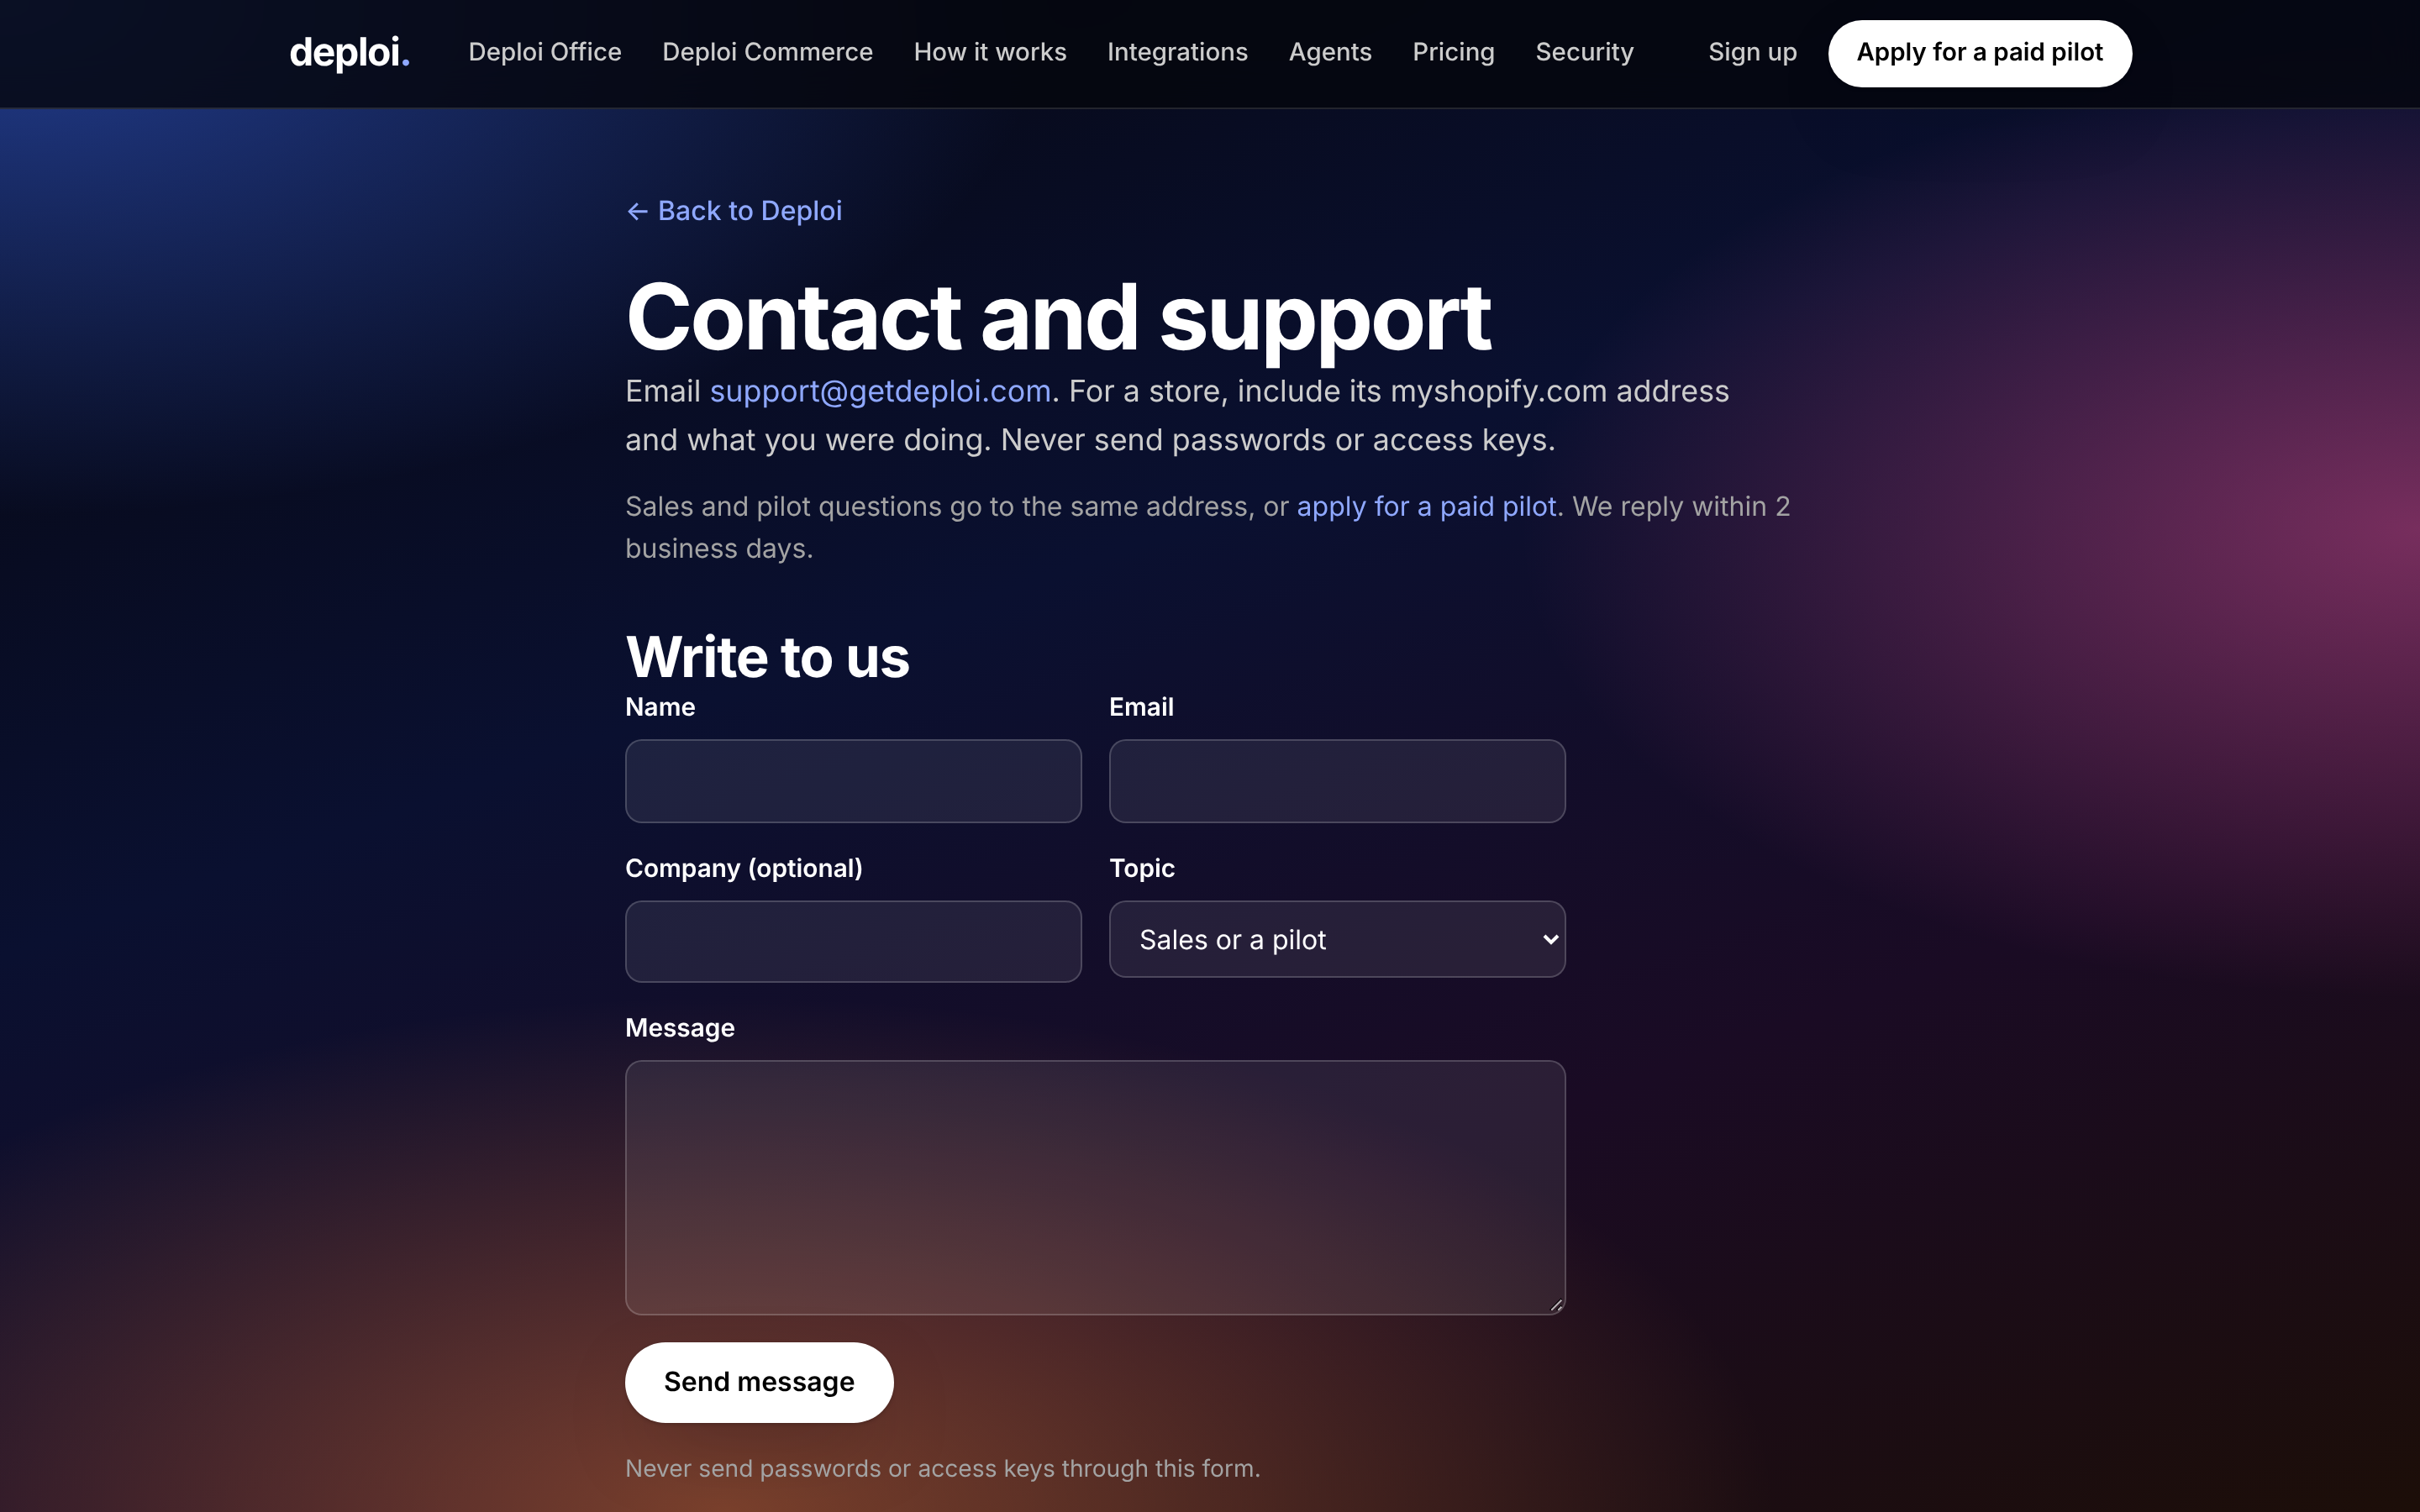 deploi.
Deploi Office
Deploi Commerce
How it works
Integrations
Agents
Pricing
Security
Sign up
Apply for a paid pilot
← Back to Deploi
Contact and support
Email support@getdeploi.com. For a store, include its myshopify.com address
and what you were doing. Never send passwords or access keys.
Sales and pilot questions go to the same address, or apply for a paid pilot. We reply within 2
business days.
Write to us
Name
Email
Company (optional)
Topic
Sales or a pilot
Message
Send message
Never send passwords or access keys through this form.